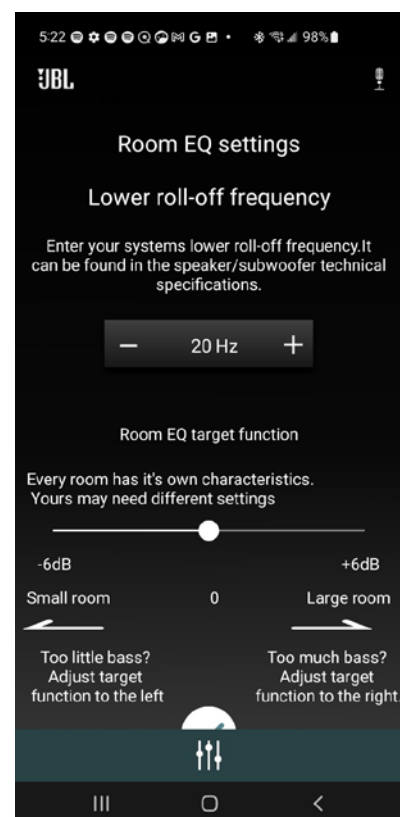 5:22 98%
JBL
Room EQ settings
Lower roll-off frequency
Enter your systems lower roll-off frequency.It
can be found in the speaker/subwoofer technical
specifications.
− 20 Hz +
Room EQ target function
Every room has it's own characteristics.
Yours may need different settings
-6dB +6dB
Small room 0 Large room
Too little bass? Too much bass?
Adjust target Adjust target
function to the left function to the right.